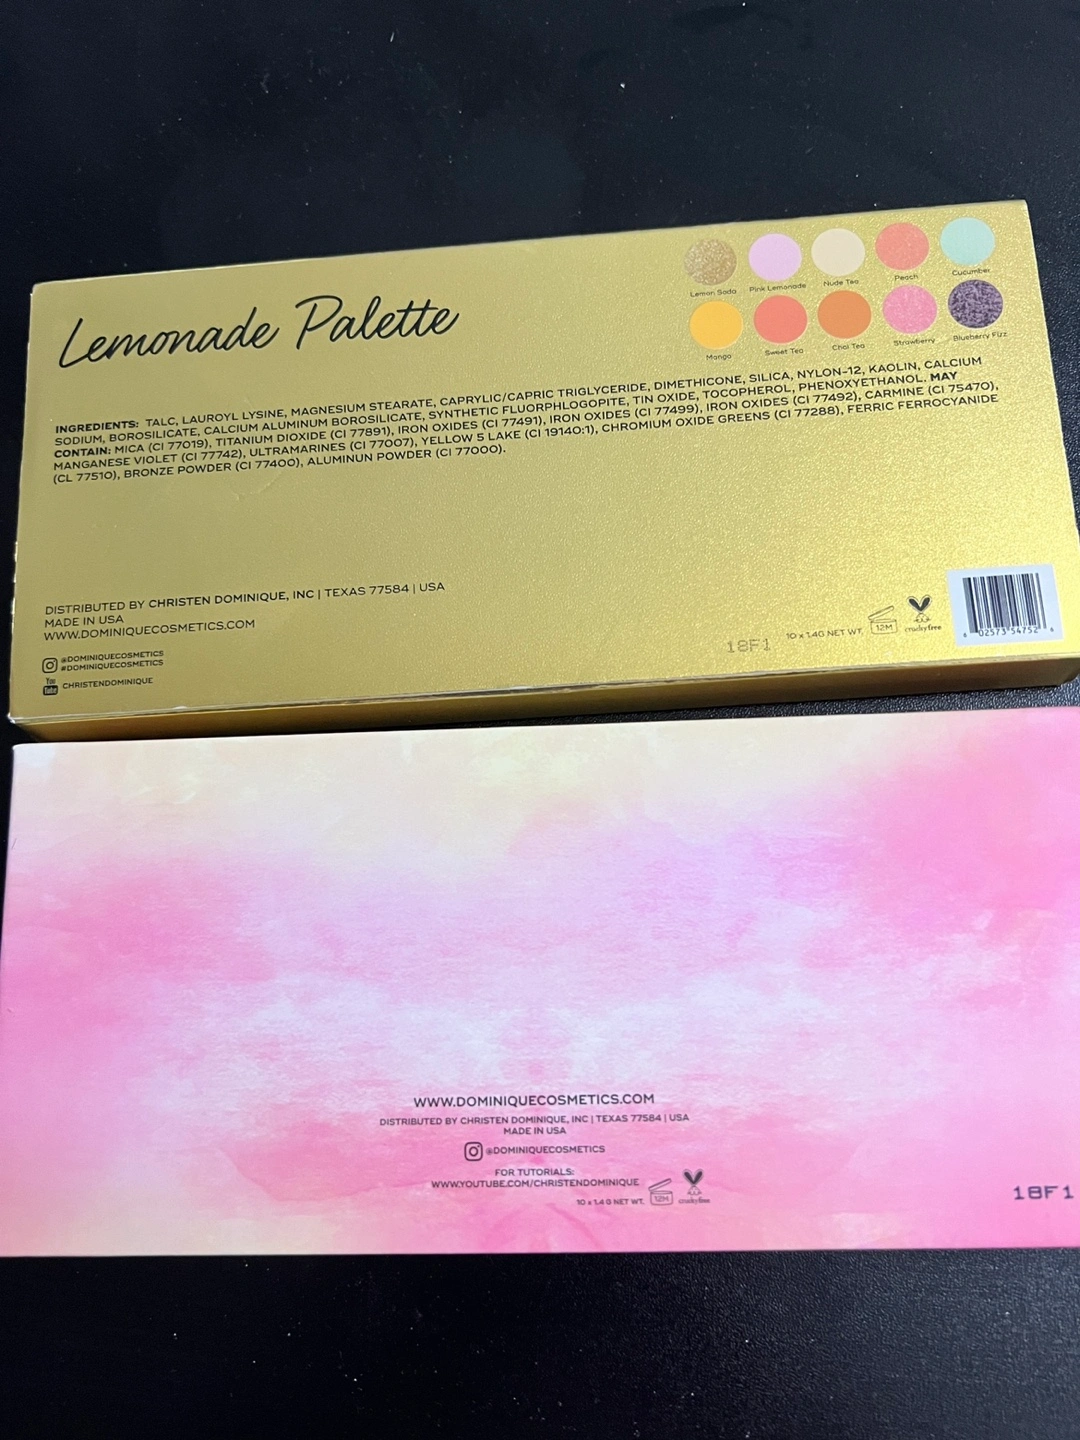 Lemonade Palette
Lemon Soda Pink Lemonade Nude Tea Peach Cucumber
Mango Sweet Tea Chai Tea Strawberry Blueberry Fizz
INGREDIENTS: TALC, LAUROYL LYSINE, MAGNESIUM STEARATE, CAPRYLIC/CAPRIC TRIGLYCERIDE, DIMETHICONE, SILICA, NYLON-12, KAOLIN, CALCIUM
SODIUM, BOROSILICATE, CALCIUM ALUMINUM BOROSILICATE, SYNTHETIC FLUORPHLOGOPITE, TIN OXIDE, TOCOPHEROL, PHENOXYETHANOL. MAY
CONTAIN: MICA (CI 77019), TITANIUM DIOXIDE (CI 77891), IRON OXIDES (CI 77491), IRON OXIDES (CI 77499), IRON OXIDES (CI 77492), CARMINE (CI 75470),
MANGANESE VIOLET (CI 77742), ULTRAMARINES (CI 77007), YELLOW 5 LAKE (CI 19140:1), CHROMIUM OXIDE GREENS (CI 77288), FERRIC FERROCYANIDE
(CL 77510), BRONZE POWDER (CI 77400), ALUMINUN POWDER (CI 77000).
DISTRIBUTED BY CHRISTEN DOMINIQUE, INC | TEXAS 77584 | USA
MADE IN USA
WWW.DOMINIQUECOSMETICS.COM
@DOMINIQUECOSMETICS
#DOMINIQUECOSMETICS
You Tube CHRISTENDOMINIQUE
18F1
10 x 1.4G NET WT.
12M
crueltyfree
6 02573 54752 6
WWW.DOMINIQUECOSMETICS.COM
DISTRIBUTED BY CHRISTEN DOMINIQUE, INC | TEXAS 77584 | USA
MADE IN USA
@DOMINIQUECOSMETICS
FOR TUTORIALS:
WWW.YOUTUBE.COM/CHRISTENDOMINIQUE
10 x 1.4 G NET WT.
12M
crueltyfree
18F1